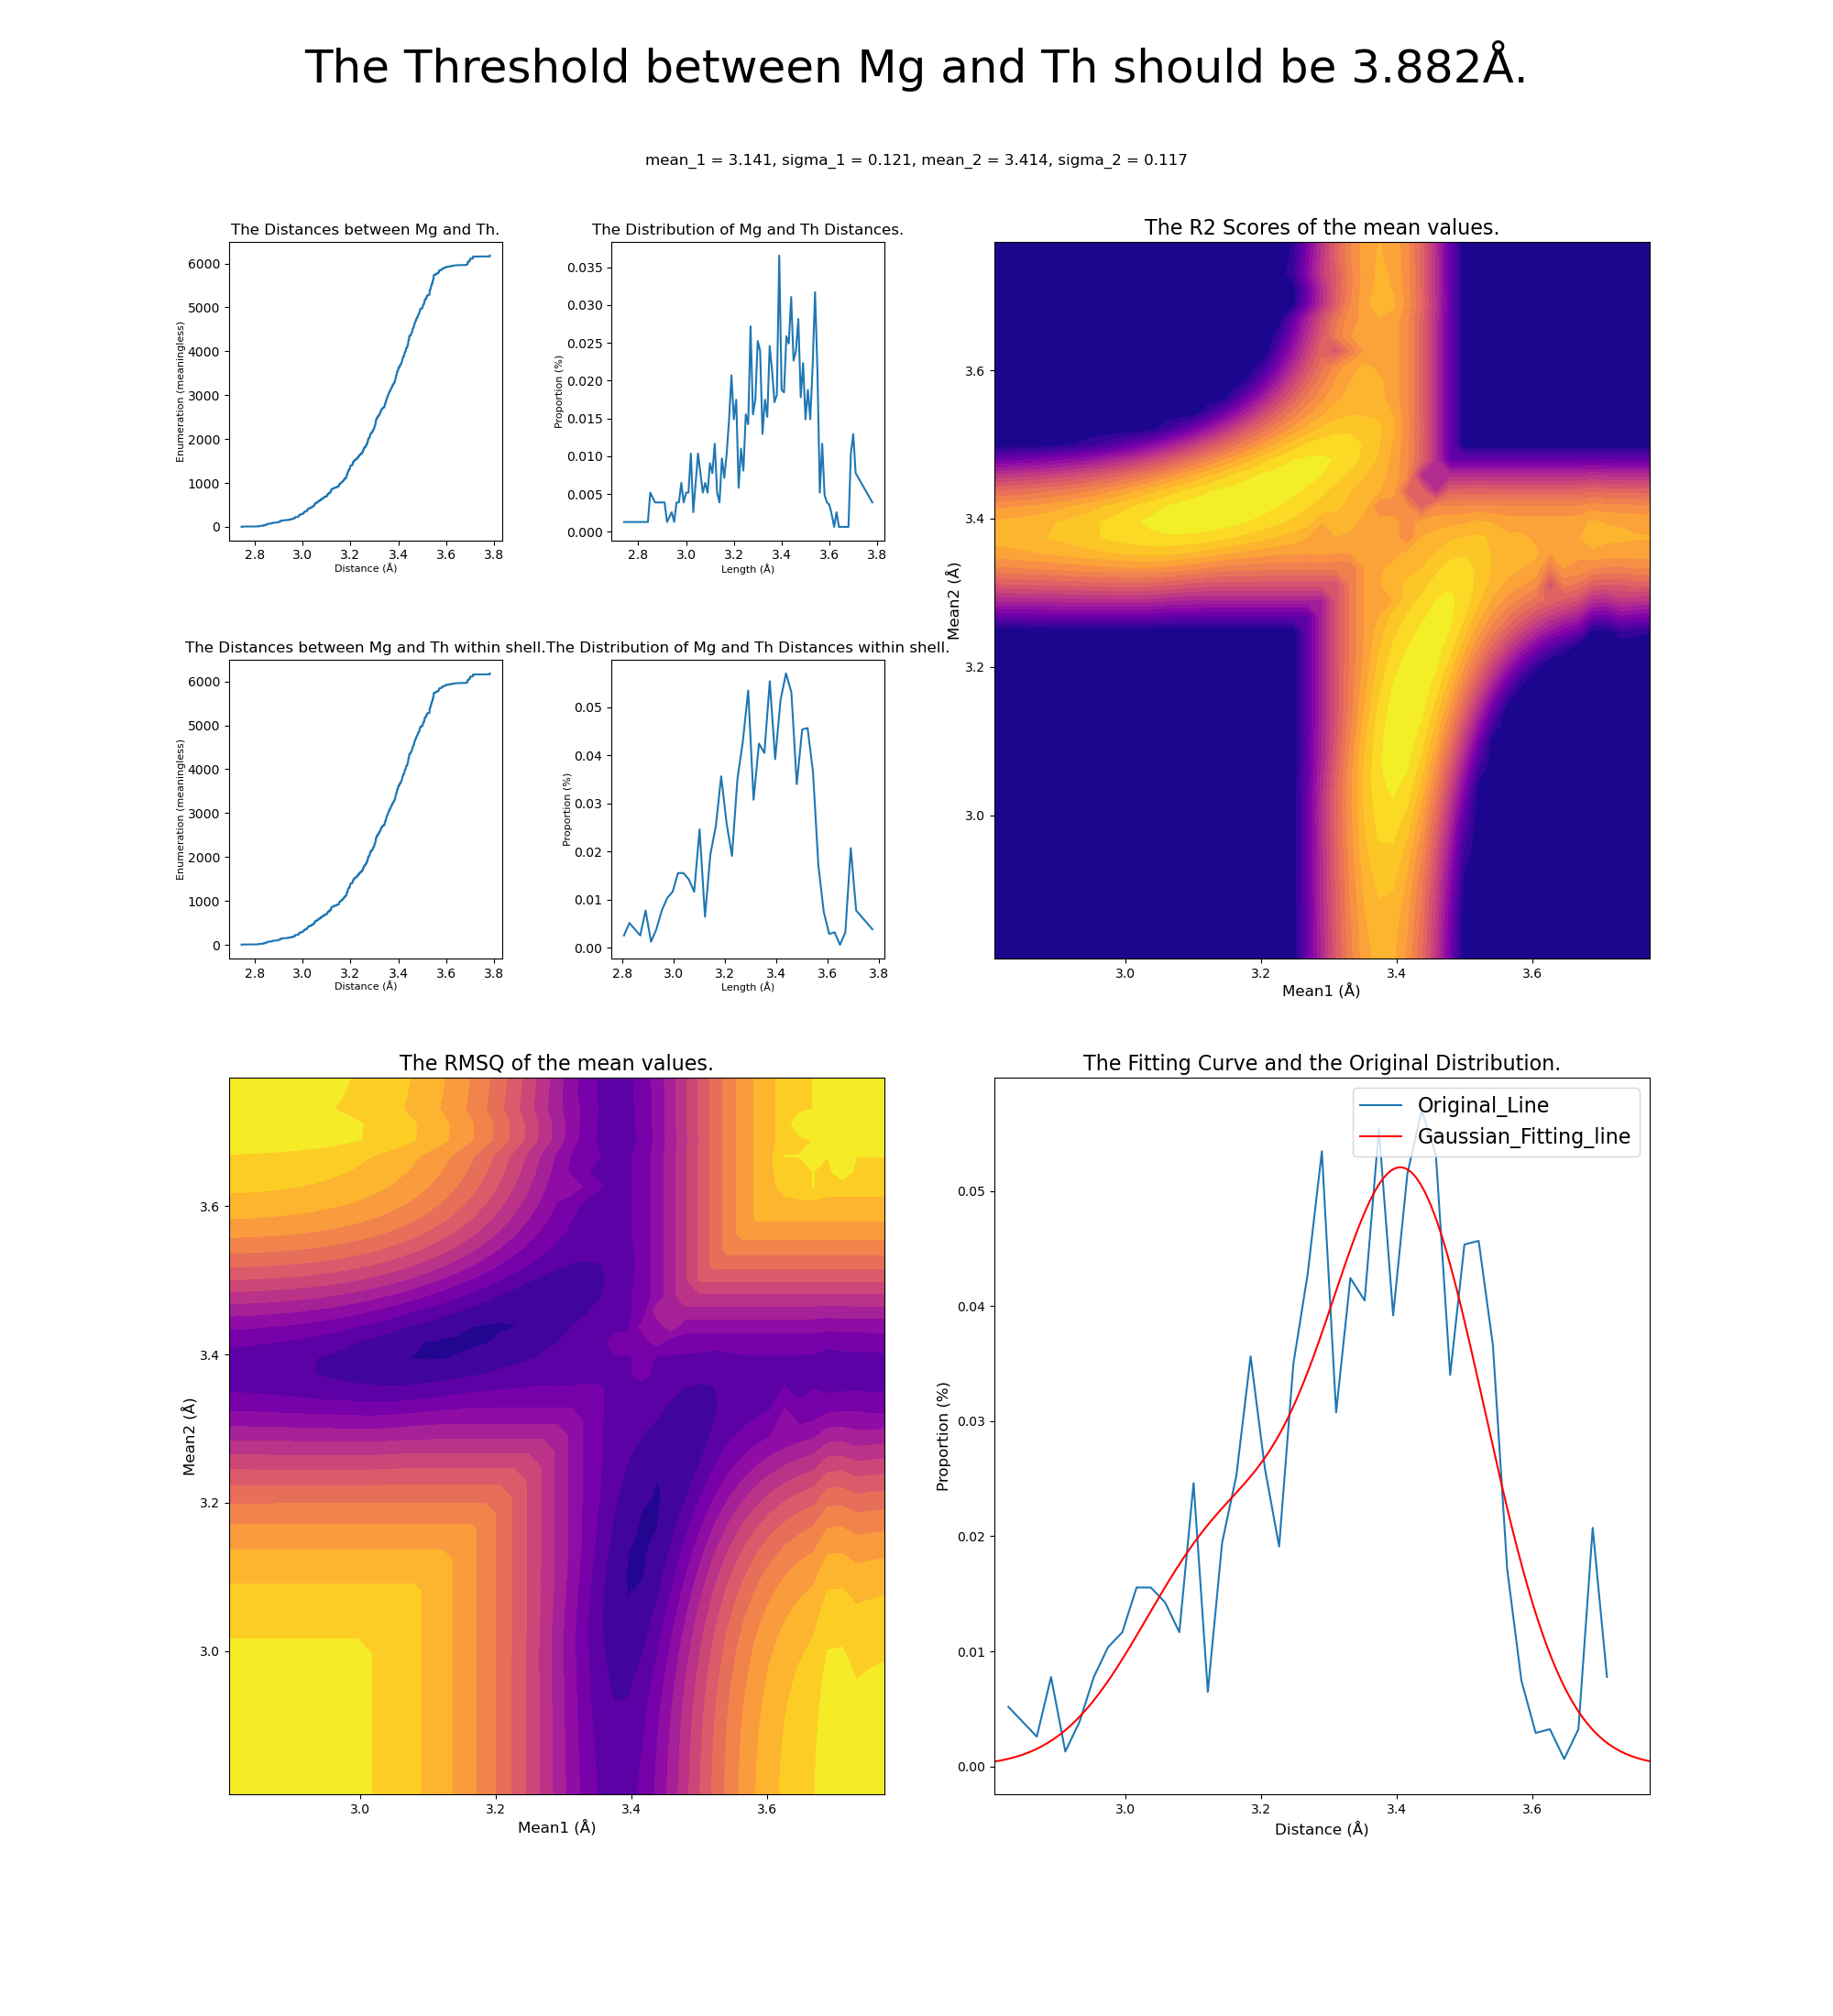 The Threshold between Mg and Th should be 3.882Å.
mean_1 = 3.141, sigma_1 = 0.121, mean_2 = 3.414, sigma_2 = 0.117
The Distances between Mg and Th.
Enumeration (meaningless)
6000
5000
4000
3000
2000
1000
0
2.8 3.0 3.2 3.4 3.6 3.8
Distance (Å)
The Distribution of Mg and Th Distances.
Proportion (%)
0.035
0.030
0.025
0.020
0.015
0.010
0.005
0.000
2.8 3.0 3.2 3.4 3.6 3.8
Length (Å)
The R2 Scores of the mean values.
Mean2 (Å)
3.6
3.4
3.2
3.0
3.0 3.2 3.4 3.6
Mean1 (Å)
The Distances between Mg and Th within shell.
Enumeration (meaningless)
6000
5000
4000
3000
2000
1000
0
2.8 3.0 3.2 3.4 3.6 3.8
Distance (Å)
The Distribution of Mg and Th Distances within shell.
Proportion (%)
0.05
0.04
0.03
0.02
0.01
0.00
2.8 3.0 3.2 3.4 3.6 3.8
Length (Å)
The RMSQ of the mean values.
Mean2 (Å)
3.6
3.4
3.2
3.0
3.0 3.2 3.4 3.6
Mean1 (Å)
The Fitting Curve and the Original Distribution.
Original_Line
Gaussian_Fitting_line
Proportion (%)
0.05
0.04
0.03
0.02
0.01
0.00
3.0 3.2 3.4 3.6
Distance (Å)